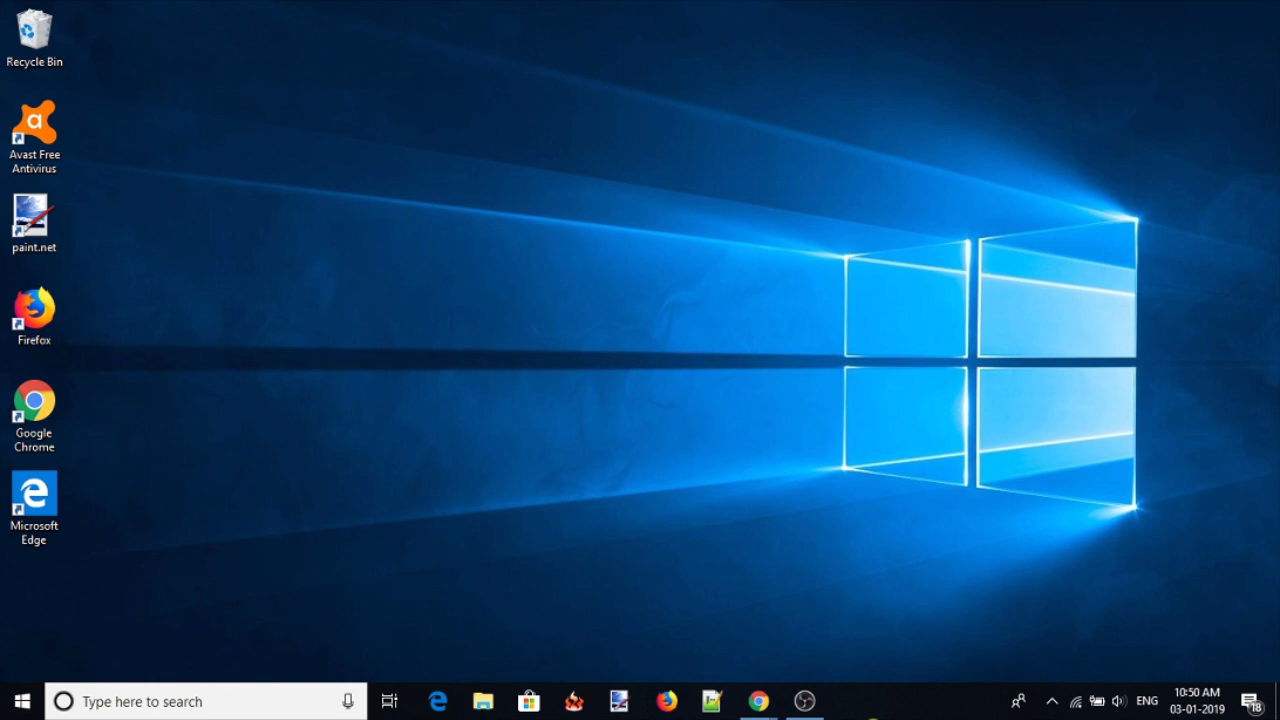 Recycle Bin
Avast Free
Antivirus
paint.net
Firefox
Google
Chrome
Microsoft
Edge
Type here to search
ENG
10:50 AM
03-01-2019
18